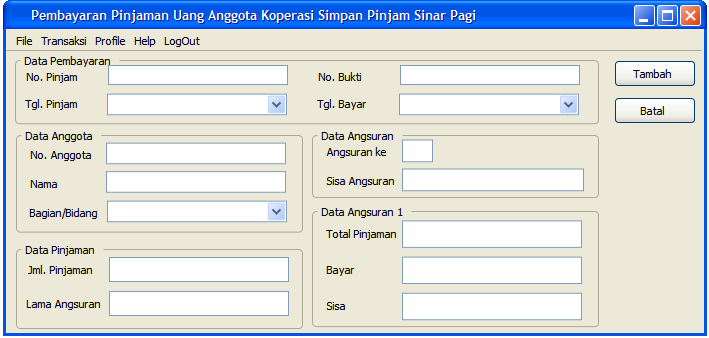 Pembayaran Pinjaman Uang Anggota Koperasi Simpan Pinjam Sinar Pagi
File Transaksi Profile Help LogOut
Data Pembayaran
No. Pinjam
No. Bukti
Tambah
Tgl. Pinjam
Tgl. Bayar
Batal
Data Anggota
No. Anggota
Nama
Bagian/Bidang
Data Angsuran
Angsuran ke
Sisa Angsuran
Data Pinjaman
Jml. Pinjaman
Lama Angsuran
Data Angsuran 1
Total Pinjaman
Bayar
Sisa